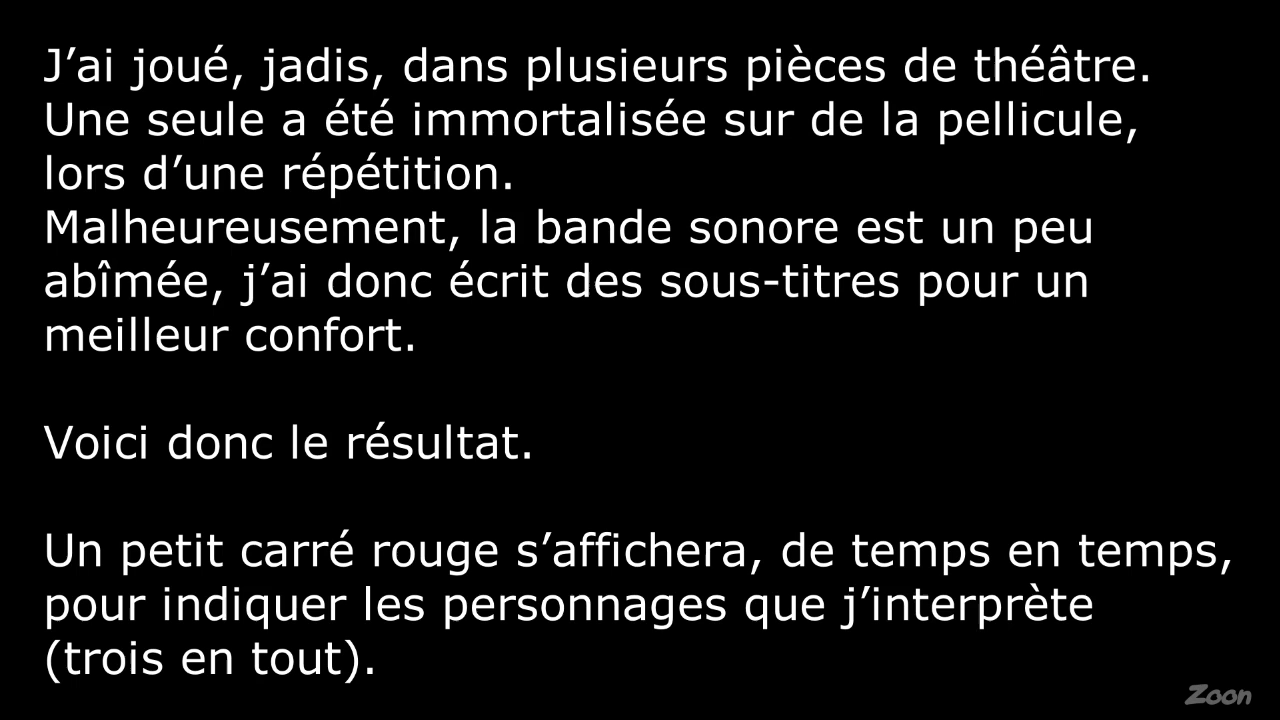 J’ai joué, jadis, dans plusieurs pièces de théâtre.
Une seule a été immortalisée sur de la pellicule,
lors d’une répétition.
Malheureusement, la bande sonore est un peu
abîmée, j’ai donc écrit des sous-titres pour un
meilleur confort.
Voici donc le résultat.
Un petit carré rouge s’affichera, de temps en temps,
pour indiquer les personnages que j’interprète
(trois en tout).
Zoon